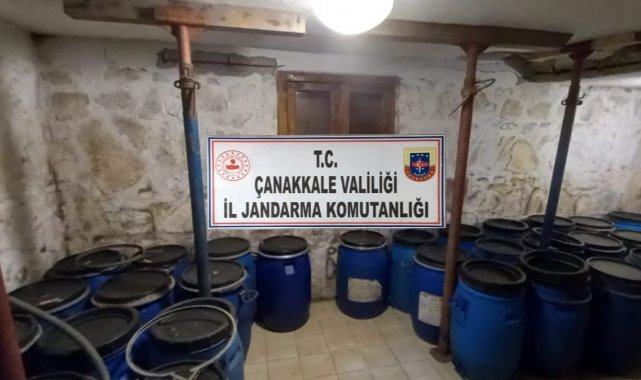 T.C.
ÇANAKKALE VALİLİĞİ
İL JANDARMA KOMUTANLIĞI